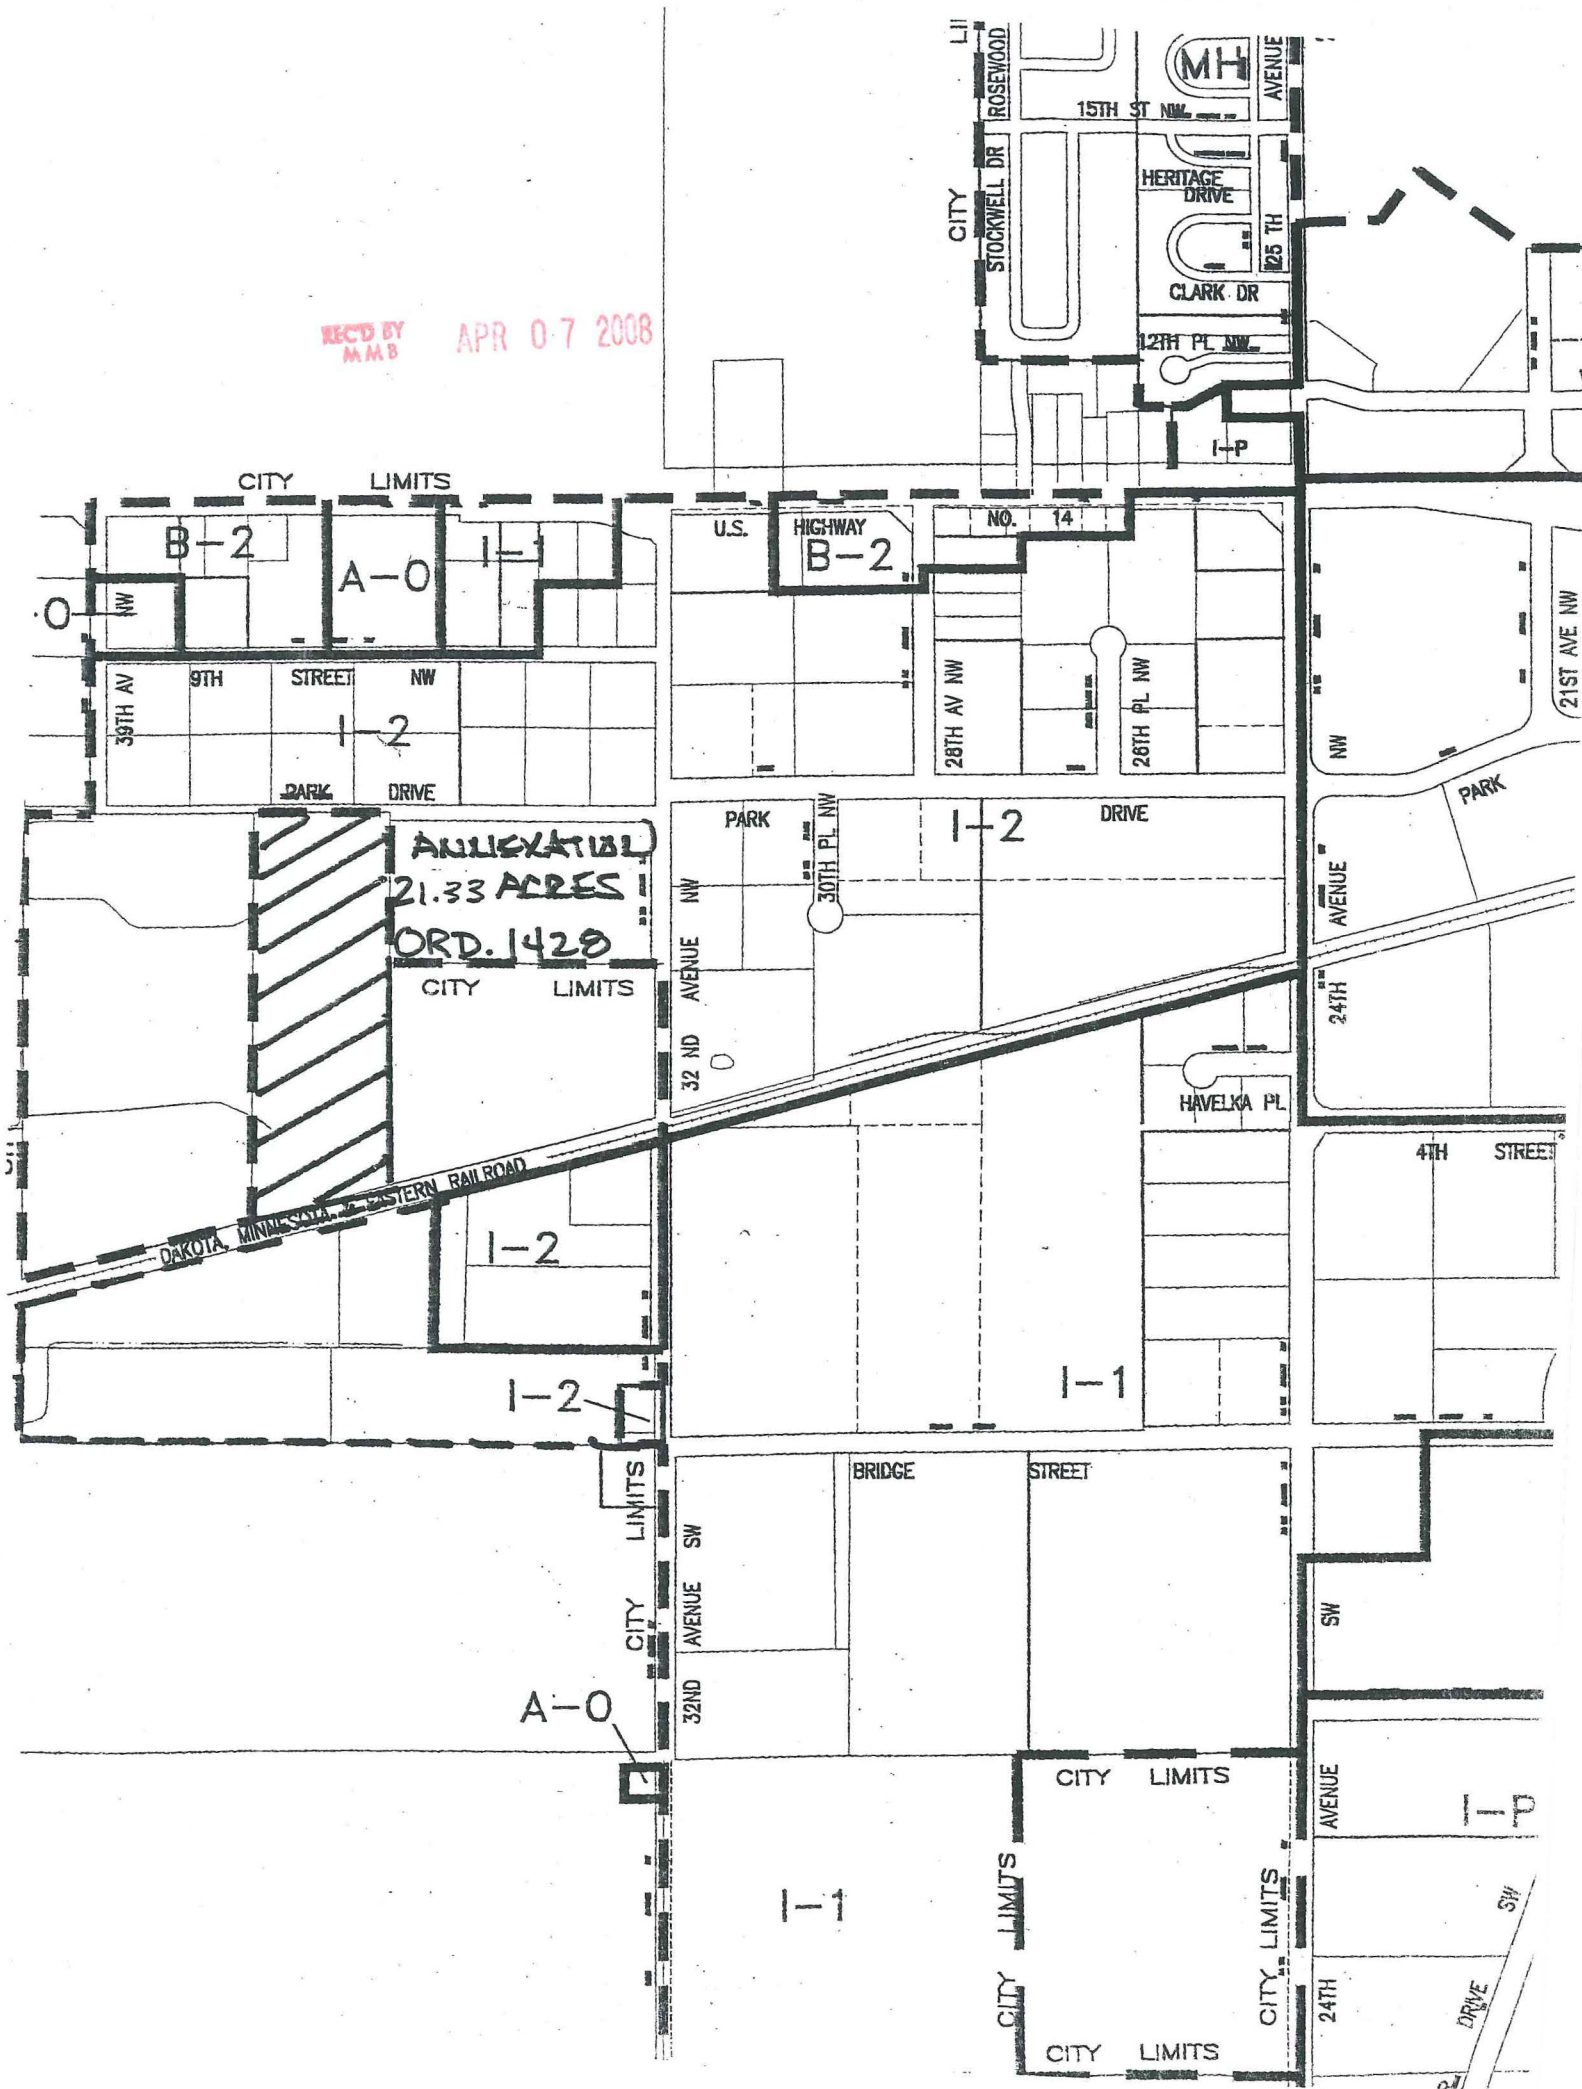 LI
ROSEWOOD
MH
AVENUE
15TH ST NW
CITY
STOCKWELL DR
HERITAGE
DRIVE
25 TH
CLARK DR
12TH PL NW
REC'D BY
MMB
APR 07 2008
I-P
CITY LIMITS
B-2
A-0
I-1
U.S. HIGHWAY NO. 14
B-2
0
NW
39TH AV
9TH STREET NW
I-2
28TH AV NW
26TH PL NW
NW
21ST AVE NW
PARK DRIVE
PARK
30TH PL NW
I-2
DRIVE
PARK
ANNEXATION
21.33 ACRES
ORD. 1428
CITY LIMITS
32 ND AVENUE NW
24TH AVENUE
HAVELKA PL
4TH STREET
DAKOTA, MINNESOTA & EASTERN RAILROAD
I-2
I-2
I-1
BRIDGE STREET
CITY LIMITS
32ND AVENUE SW
SW
A-0
CITY LIMITS
AVENUE
I-P
I-1
CITY LIMITS
CITY LIMITS
SW
24TH
DRIVE
CITY LIMITS